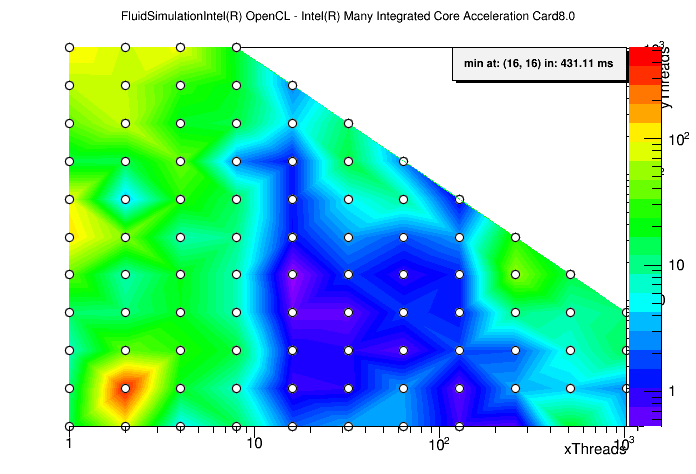 FluidSimulationIntel(R) OpenCL - Intel(R) Many Integrated Core Acceleration Card8.0
min at: (16, 16) in: 431.11 ms
yThreads
10²
10
1
1
10
10²
10³
xThreads